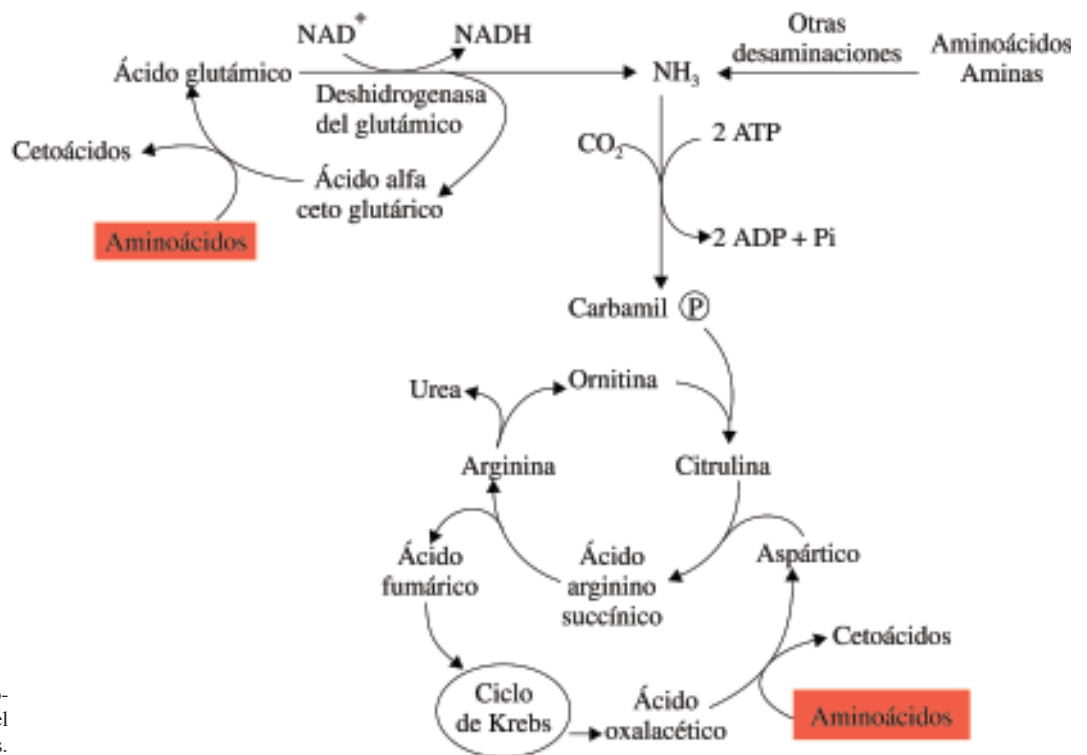 NAD+
NADH
Otras
desaminaciones
Aminoácidos
Aminas
Ácido glutámico
NH3
Deshidrogenasa
del glutámico
Cetoácidos
CO2
2 ATP
Ácido alfa
ceto glutárico
Aminoácidos
2 ADP + Pi
Carbamil P
Urea
Ornitina
Arginina
Citrulina
Ácido
fumárico
Ácido
arginino
succínico
Aspártico
Cetoácidos
Ciclo
de Krebs
Ácido
oxalacético
Aminoácidos
o-
el
s.